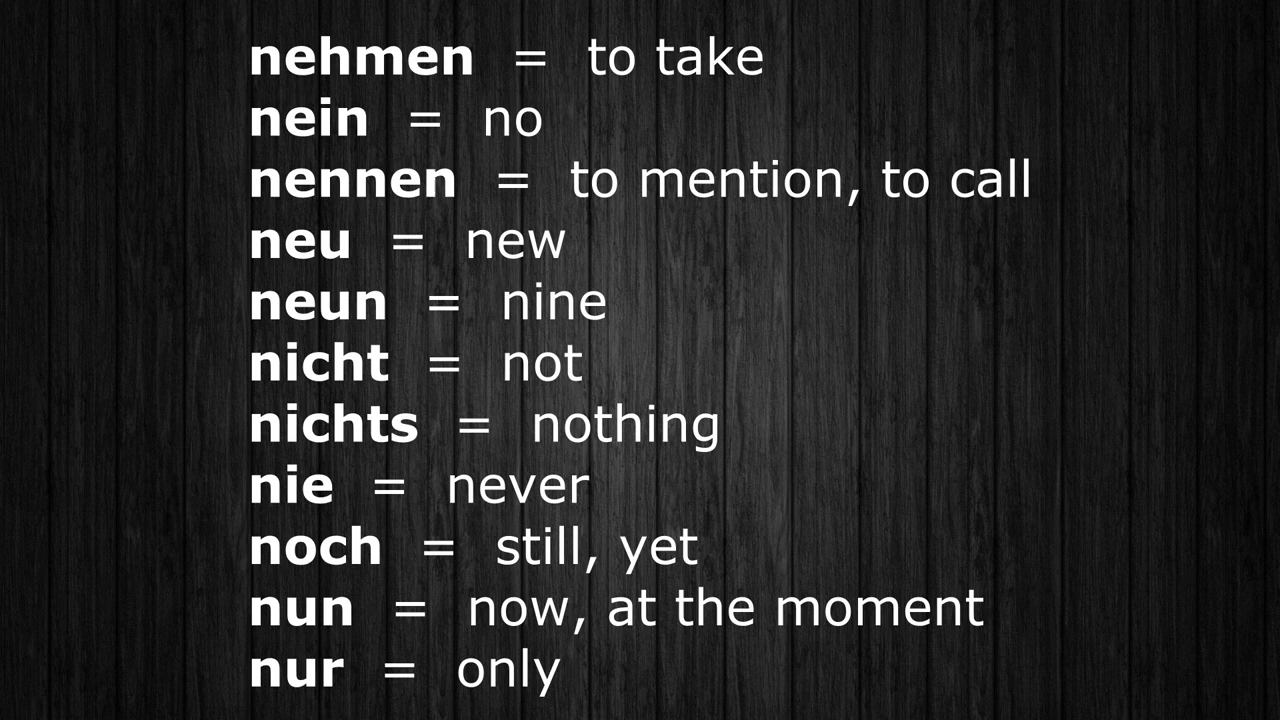 nehmen = to take
nein = no
nennen = to mention, to call
neu = new
neun = nine
nicht = not
nichts = nothing
nie = never
noch = still, yet
nun = now, at the moment
nur = only